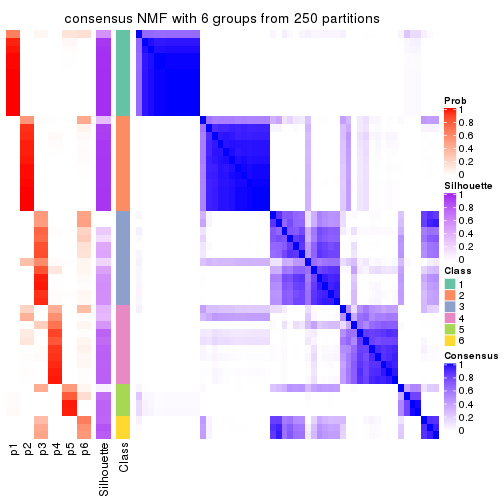 consensus NMF with 6 groups from 250 partitions
Prob
1
0.8
0.6
0.4
0.2
0
Silhouette
1
0.8
0.6
0.4
0.2
0
Class
1
2
3
4
5
6
Consensus
1
0.8
0.6
0.4
0.2
0
p1
p2
p3
p4
p5
p6
Silhouette
Class